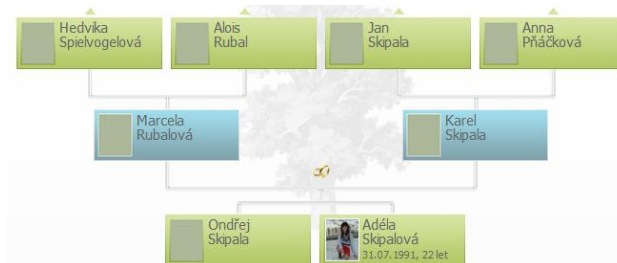 Hedvika
Spielvogelová
Alois
Rubal
Jan
Skipala
Anna
Pňáčková
Marcela
Rubalová
Karel
Skipala
Ondřej
Skipala
Adéla
Skipalová
31.07.1991, 22 let